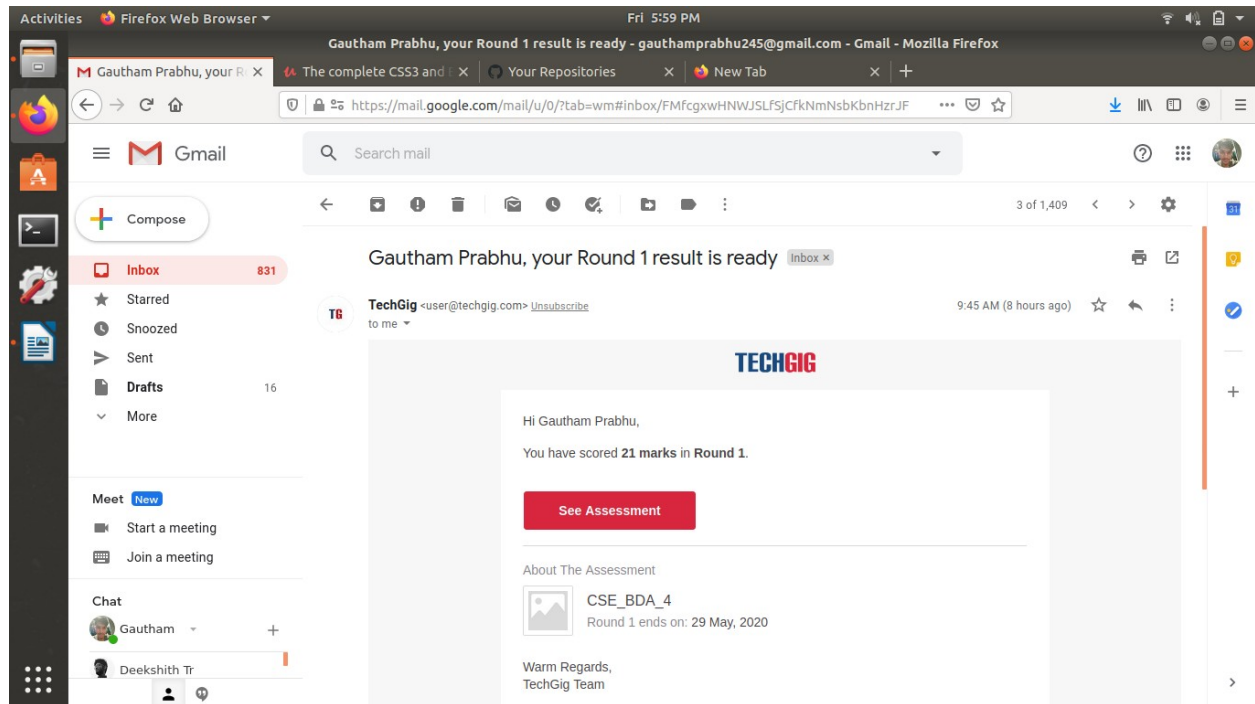 Activities Firefox Web Browser Fri 5:59 PM
Gautham Prabhu, your Round 1 result is ready - gauthamprabhu245@gmail.com - Gmail - Mozilla Firefox
Gautham Prabhu, your R The complete CSS3 and Your Repositories New Tab
https://mail.google.com/mail/u/0/?tab=wm#inbox/FMfcgxwHNWJSLfSjCfkNmNsbKbnHzrJF
Gmail Search mail
Compose 3 of 1,409
Gautham Prabhu, your Round 1 result is ready Inbox ×
Inbox 831
TechGig <user@techgig.com> Unsubscribe 9:45 AM (8 hours ago)
TG
to me
Starred
Snoozed
Sent
Drafts 16
More
TECHGIG
Hi Gautham Prabhu,
You have scored 21 marks in Round 1.
See Assessment
Meet New
Start a meeting
Join a meeting
About The Assessment
CSE_BDA_4
Round 1 ends on: 29 May, 2020
Chat
Gautham
Deekshith Tr
Warm Regards,
TechGig Team
31